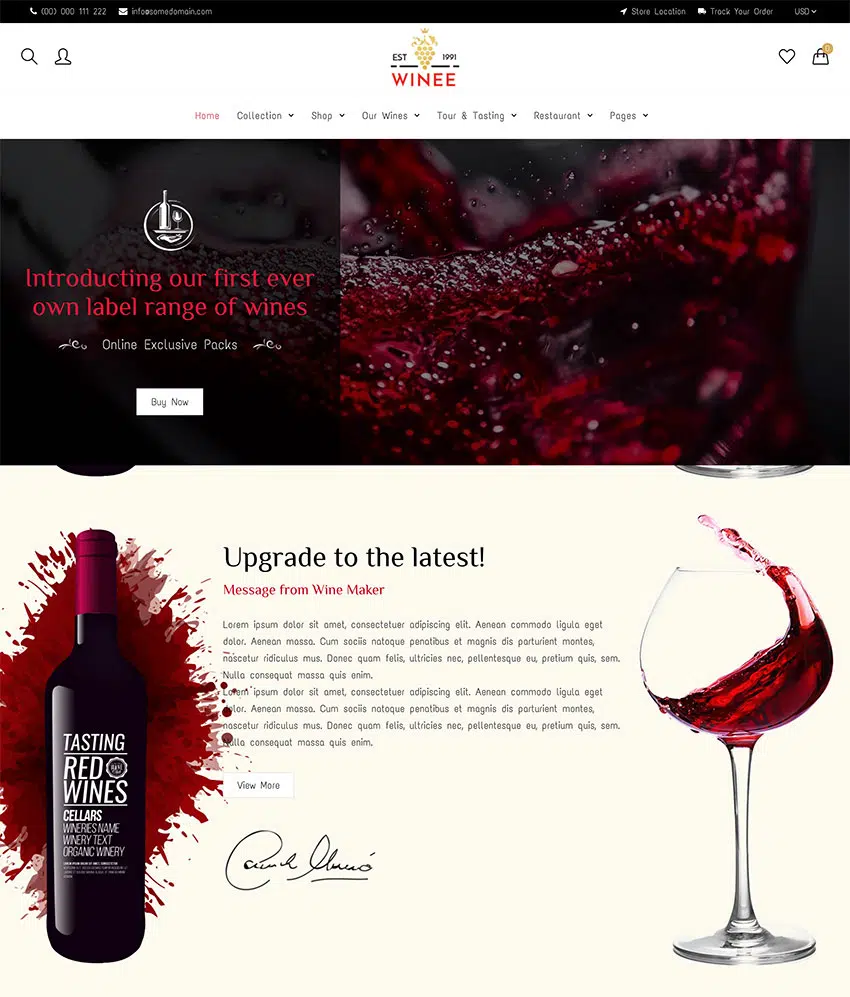 (00) 000 111 222 info@somedomain.com Store Location Track Your Order USD
EST 1991
WINEE
0
Home Collection Shop Our Wines Tour & Tasting Restaurant Pages
Introducting our first ever
own label range of wines
Online Exclusive Packs
Buy Now
Upgrade to the latest!
Message from Wine Maker
Lorem ipsum dolor sit amet, consectetuer adipiscing elit. Aenean commodo ligula eget
dolor. Aenean massa. Cum sociis natoque penatibus et magnis dis parturient montes,
nascetur ridiculus mus. Donec quam felis, ultricies nec, pellentesque eu, pretium quis, sem.
Nulla consequat massa quis enim.
Lorem ipsum dolor sit amet, consectetuer adipiscing elit. Aenean commodo ligula eget
dolor. Aenean massa. Cum sociis natoque penatibus et magnis dis parturient montes,
nascetur ridiculus mus. Donec quam felis, ultricies nec, pellentesque eu, pretium quis, sem.
Nulla consequat massa quis enim.
View More
TASTING
RED
WINES
CELLARS
WINERIES NAME
WINERY TEXT
ORGANIC WINERY